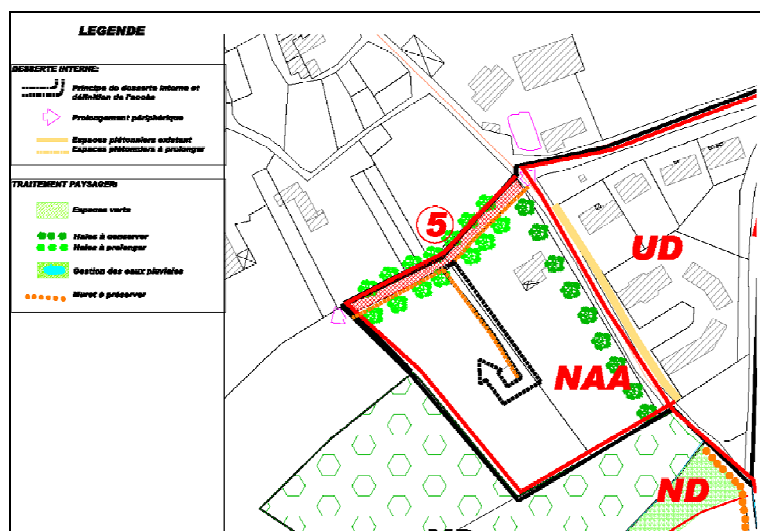 LEGENDE
DESSERTE INTERNE:
Principe de desserte interne et
définition de l'accès
Prolongement périphérique
Espaces piétonniers existant
Espaces piétonniers à prolonger
TRAITEMENT PAYSAGER:
Espaces verts
Haies à conserver
Haies à prolonger
Gestion des eaux pluviales
Muret à préserver
5
UD
NAA
ND